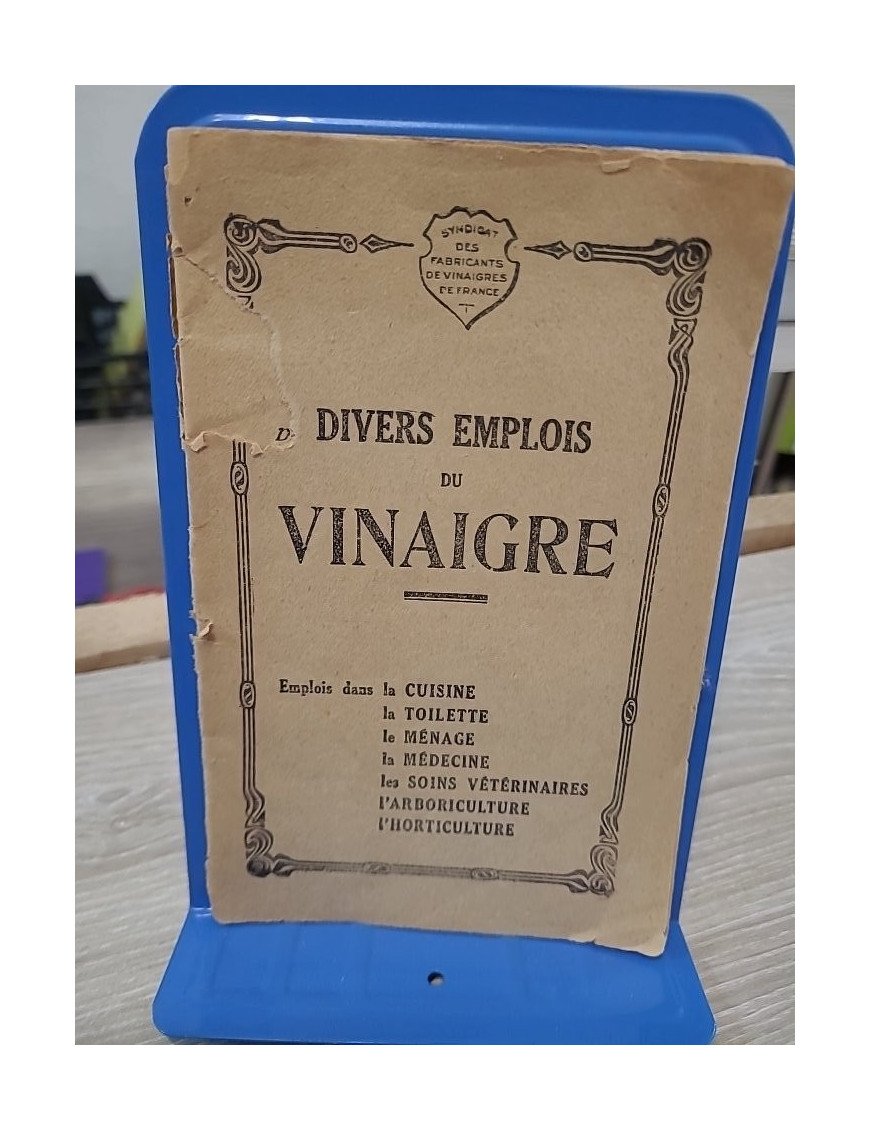 SYNDICAT
DES
FABRICANTS
DE VINAIGRES
DE FRANCE
DIVERS EMPLOIS
DU
VINAIGRE
Emplois dans la CUISINE
la TOILETTE
le MÉNAGE
la MÉDECINE
les SOINS VÉTÉRINAIRES
l'ARBORICULTURE
l'HORTICULTURE